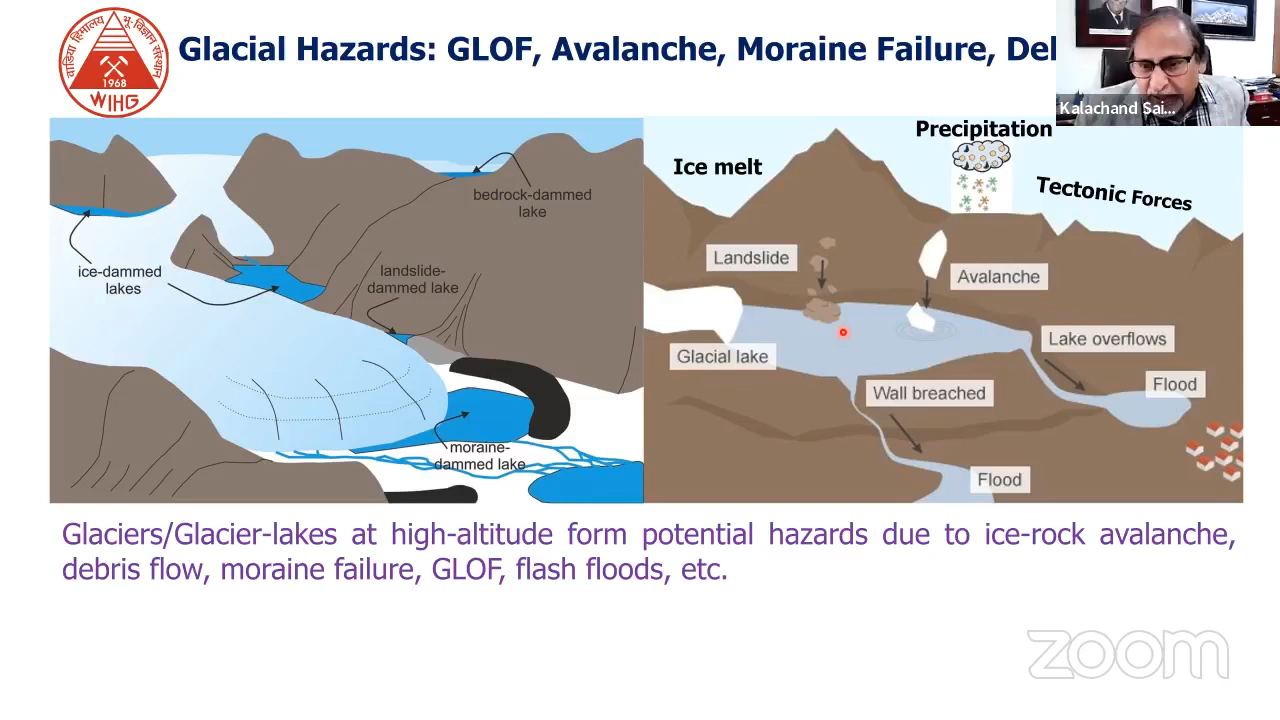 वाडिया हिमालय भू-विज्ञान संस्थान
1968
WIHG
Glacial Hazards: GLOF, Avalanche, Moraine Failure, De
Kalachand Sai...
bedrock-dammed
lake
ice-dammed
lakes
landslide-
dammed lake
moraine-
dammed lake
Precipitation
Ice melt
Tectonic Forces
Landslide
Avalanche
Glacial lake
Lake overflows
Wall breached
Flood
Flood
Glaciers/Glacier-lakes at high-altitude form potential hazards due to ice-rock avalanche,
debris flow, moraine failure, GLOF, flash floods, etc.
zoom